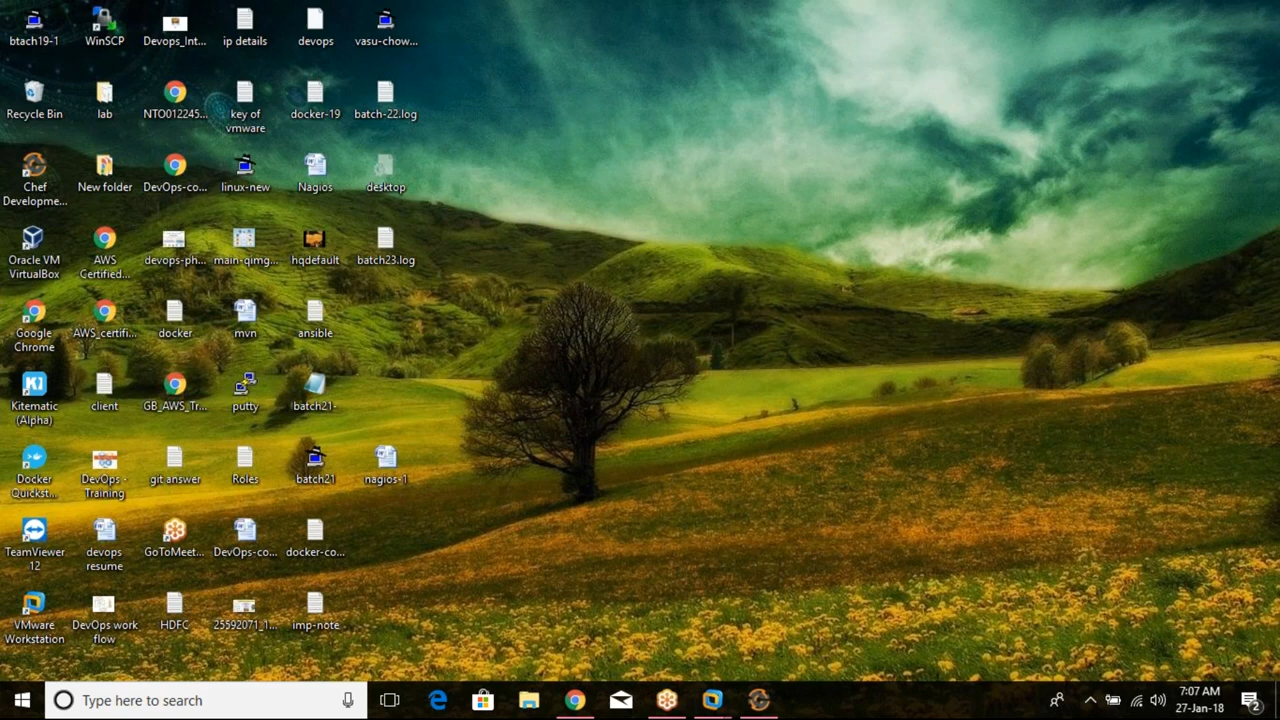 btach19-1
WinSCP
Devops_Int...
ip details
devops
vasu-chow...
Recycle Bin
lab
NTO012245...
key of
vmware
docker-19
batch-22.log
Chef
Developme...
New folder
DevOps-co...
linux-new
Nagios
desktop
Oracle VM
VirtualBox
AWS
Certified...
devops-ph...
main-qimg...
hqdefault
batch23.log
Google
Chrome
AWS_certifi...
docker
mvn
ansible
Kitematic
(Alpha)
client
GB_AWS_Tr...
putty
batch21-
Docker
Quickst...
DevOps -
Training
git answer
Roles
batch21
nagios-1
TeamViewer
12
devops
resume
GoToMeet...
DevOps-co...
docker-co...
VMware
Workstation
DevOps work
flow
HDFC
25592071_1...
imp-note
Type here to search
7:07 AM
27-Jan-18
2